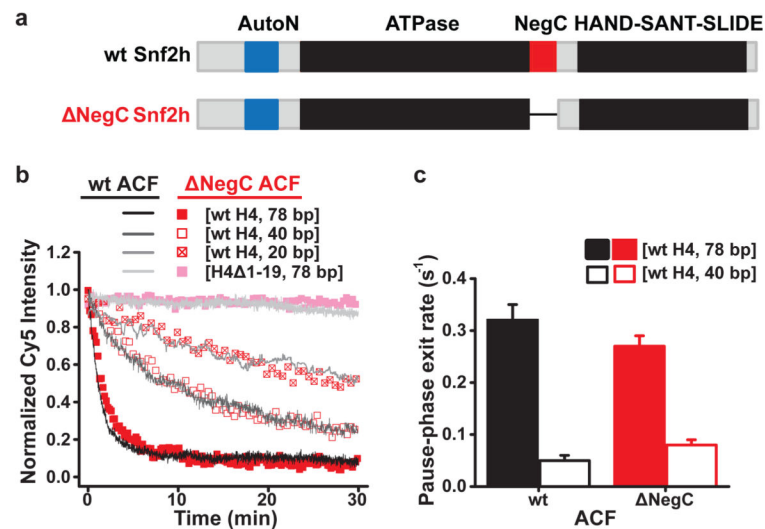 a
AutoN ATPase NegC HAND-SANT-SLIDE
wt Snf2h
ΔNegC Snf2h
b
wt ACF ΔNegC ACF
[wt H4, 78 bp]
[wt H4, 40 bp]
[wt H4, 20 bp]
[H4Δ1-19, 78 bp]
Normalized Cy5 Intensity
1.2
1.0
0.8
0.6
0.4
0.2
0.0
0 10 20 30
Time (min)
c
[wt H4, 78 bp]
[wt H4, 40 bp]
Pause-phase exit rate (s⁻¹)
0.4
0.3
0.2
0.1
0.0
wt ΔNegC
ACF